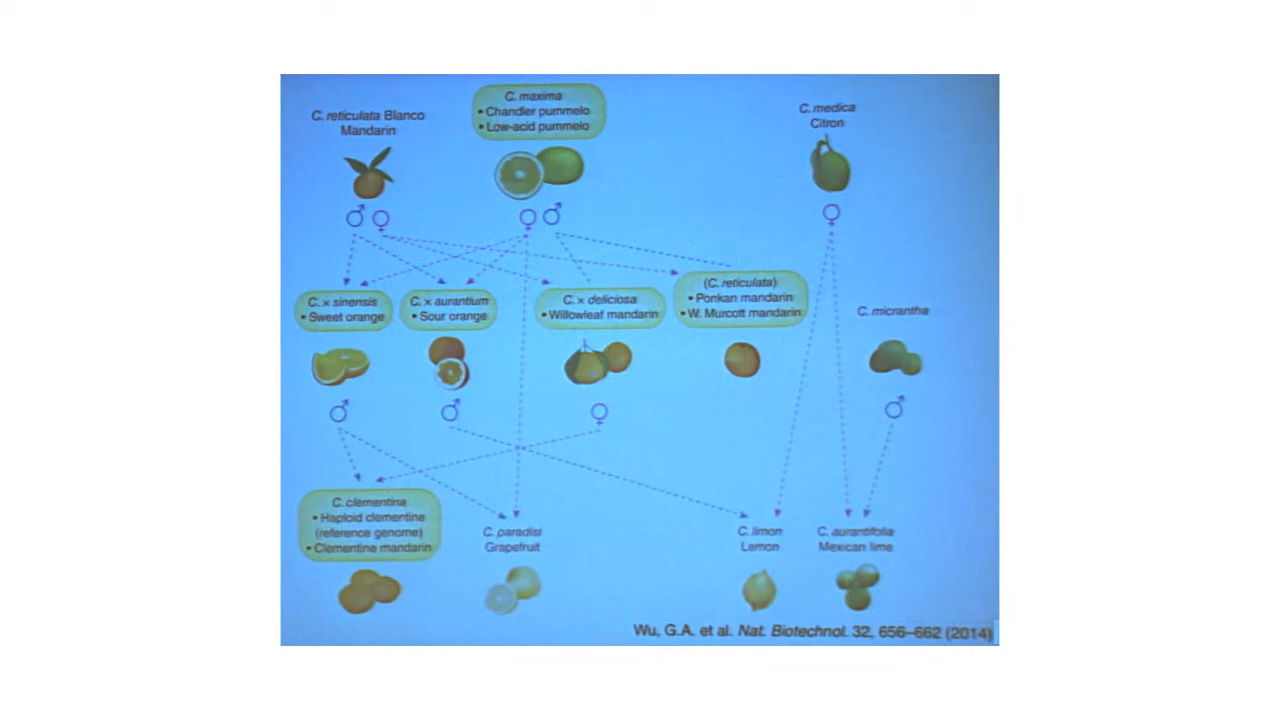 C. reticulata Blanco
Mandarin
C. maxima
• Chandler pummelo
• Low-acid pummelo
C. medica
Citron
C. x sinensis
• Sweet orange
C. x aurantium
• Sour orange
C. x deliciosa
• Willowleaf mandarin
(C. reticulata)
• Ponkan mandarin
• W. Murcott mandarin
C. micrantha
♂ ♀
♀ ♂
♀
♂
♂
♀
♂
C. clementina
• Haploid clementine
(reference genome)
• Clementine mandarin
C. paradisi
Grapefruit
C. limon
Lemon
C. aurantifolia
Mexican lime
Wu, G.A. et al. Nat. Biotechnol. 32, 656–662 (2014)